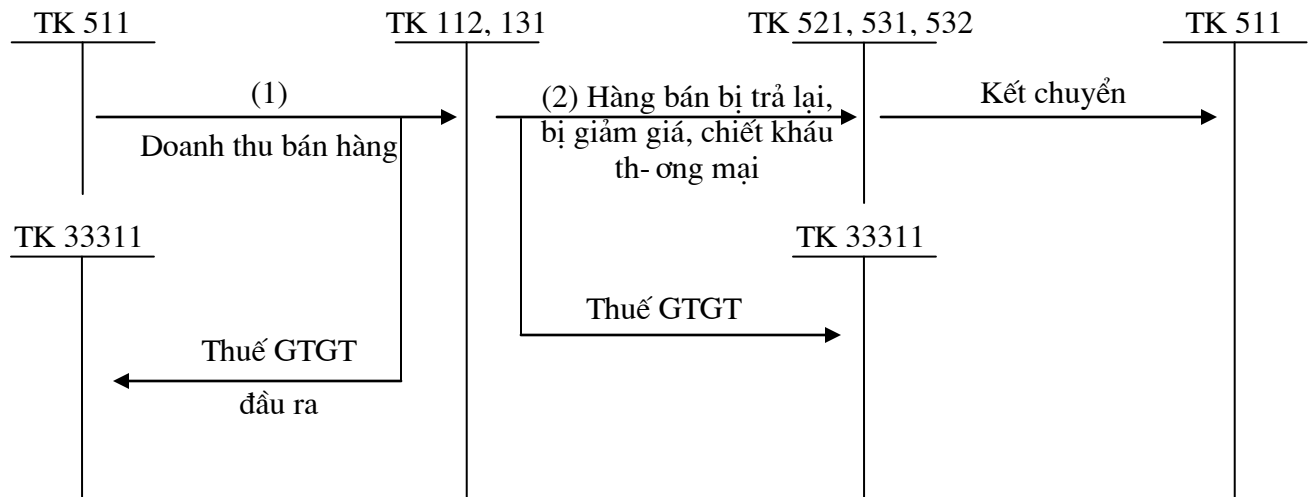 TK 511
TK 112, 131
TK 521, 531, 532
TK 511
(1)
Doanh thu bán hàng
(2) Hàng bán bị trả lại,
bị giảm giá, chiết kháu
th- ơng mại
Kết chuyển
TK 33311
TK 33311
Thuế GTGT
Thuế GTGT
đầu ra